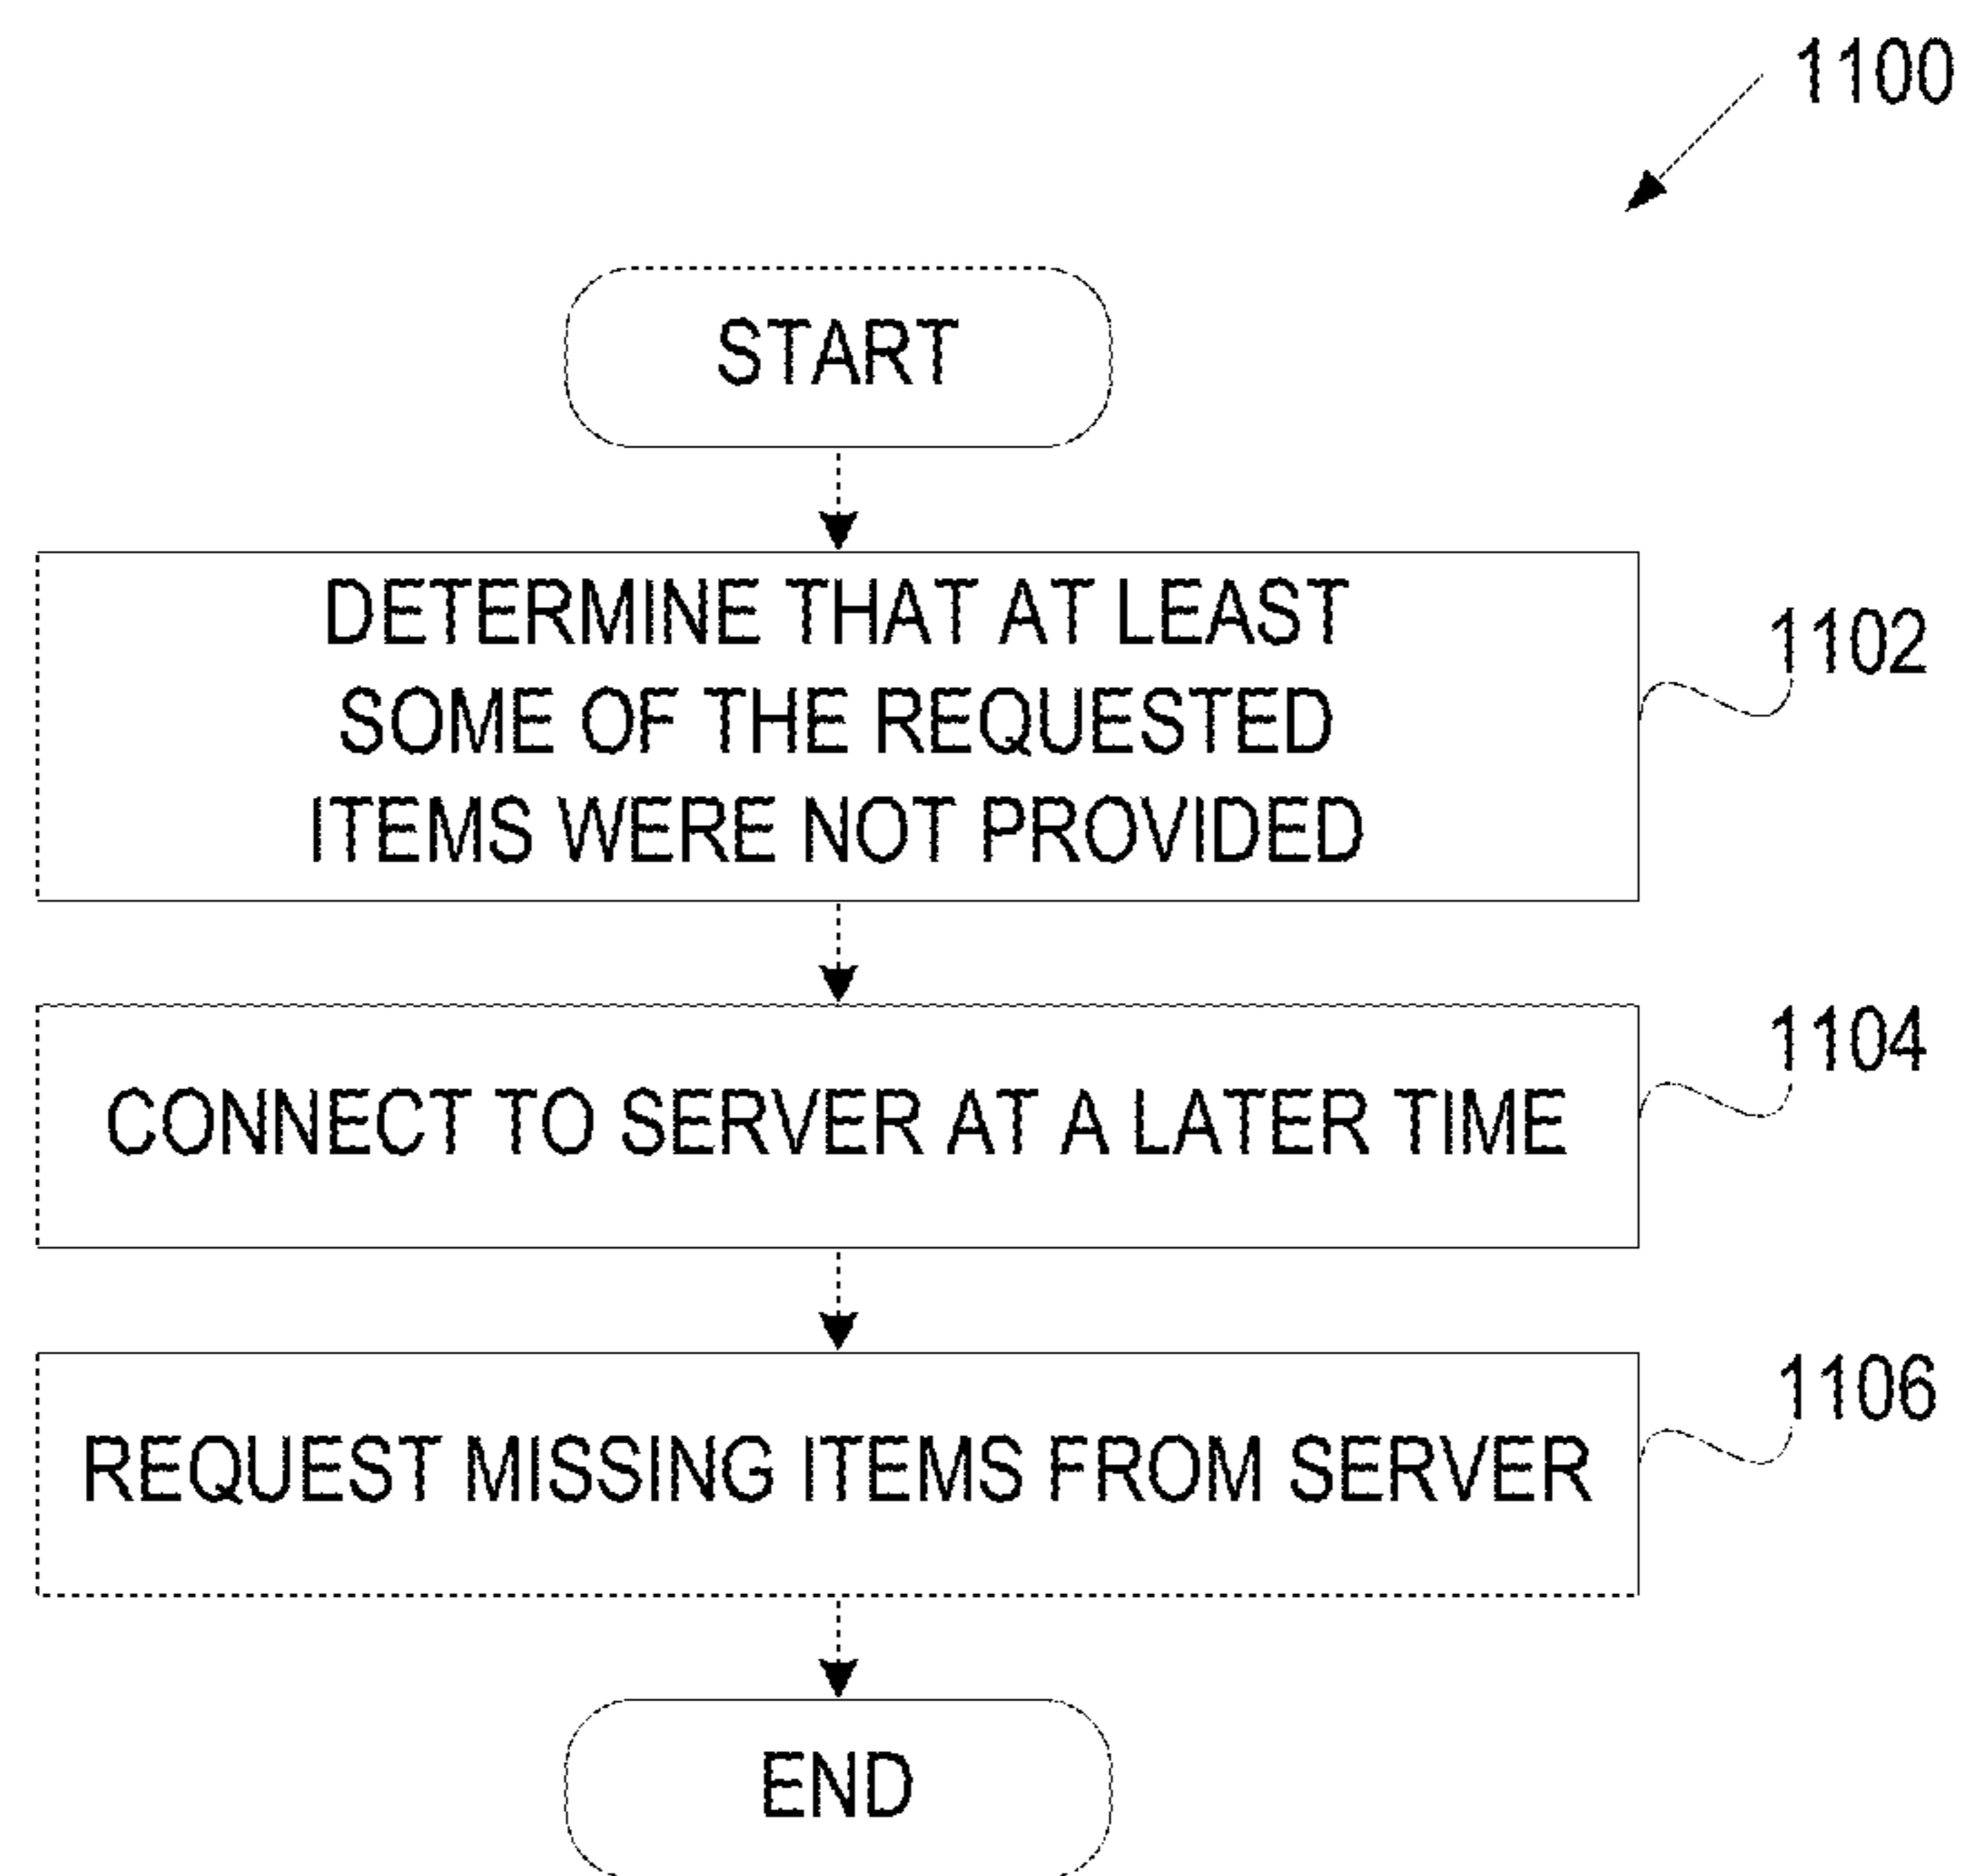 1100
START
DETERMINE THAT AT LEAST
SOME OF THE REQUESTED
ITEMS WERE NOT PROVIDED
1102
CONNECT TO SERVER AT A LATER TIME
1104
REQUEST MISSING ITEMS FROM SERVER
1106
END